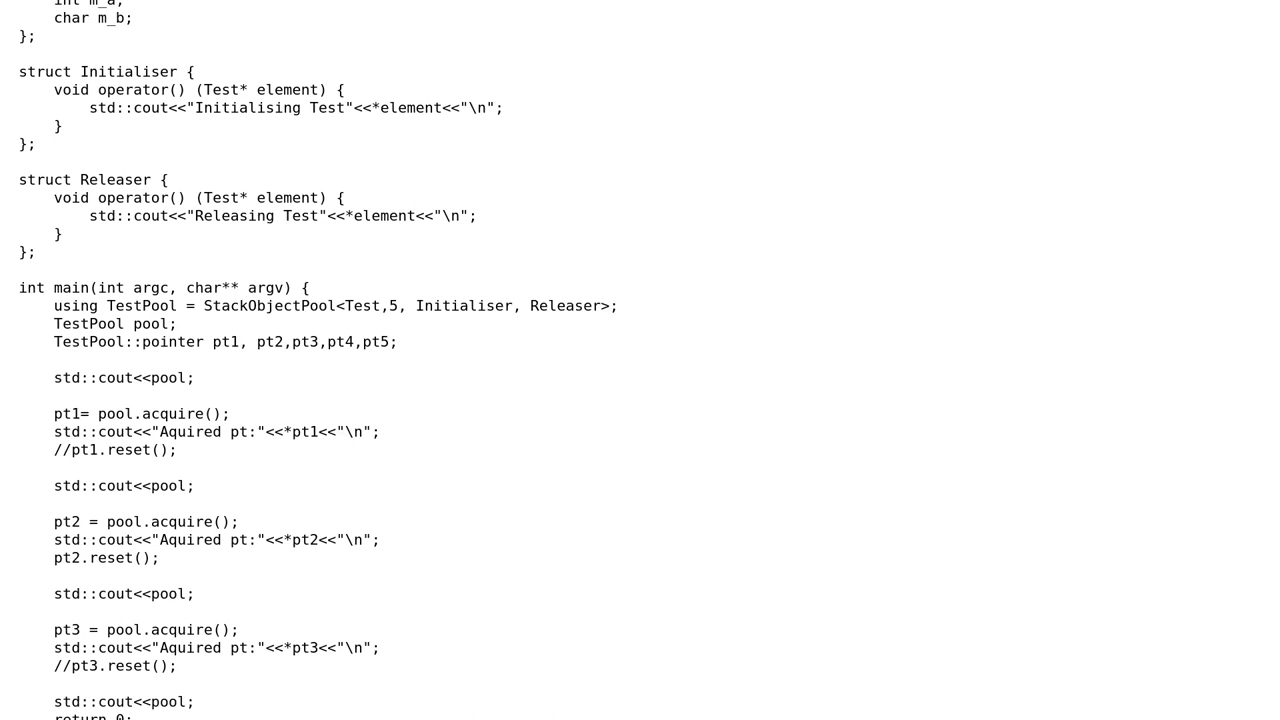 int m_a;
char m_b;
};
struct Initialiser {
void operator() (Test* element) {
std::cout<<"Initialising Test"<<*element<<"\n";
}
};
struct Releaser {
void operator() (Test* element) {
std::cout<<"Releasing Test"<<*element<<"\n";
}
};
int main(int argc, char** argv) {
using TestPool = StackObjectPool<Test,5, Initialiser, Releaser>;
TestPool pool;
TestPool::pointer pt1, pt2,pt3,pt4,pt5;
std::cout<<pool;
pt1= pool.acquire();
std::cout<<"Aquired pt:"<<*pt1<<"\n";
//pt1.reset();
std::cout<<pool;
pt2 = pool.acquire();
std::cout<<"Aquired pt:"<<*pt2<<"\n";
pt2.reset();
std::cout<<pool;
pt3 = pool.acquire();
std::cout<<"Aquired pt:"<<*pt3<<"\n";
//pt3.reset();
std::cout<<pool;
return 0;